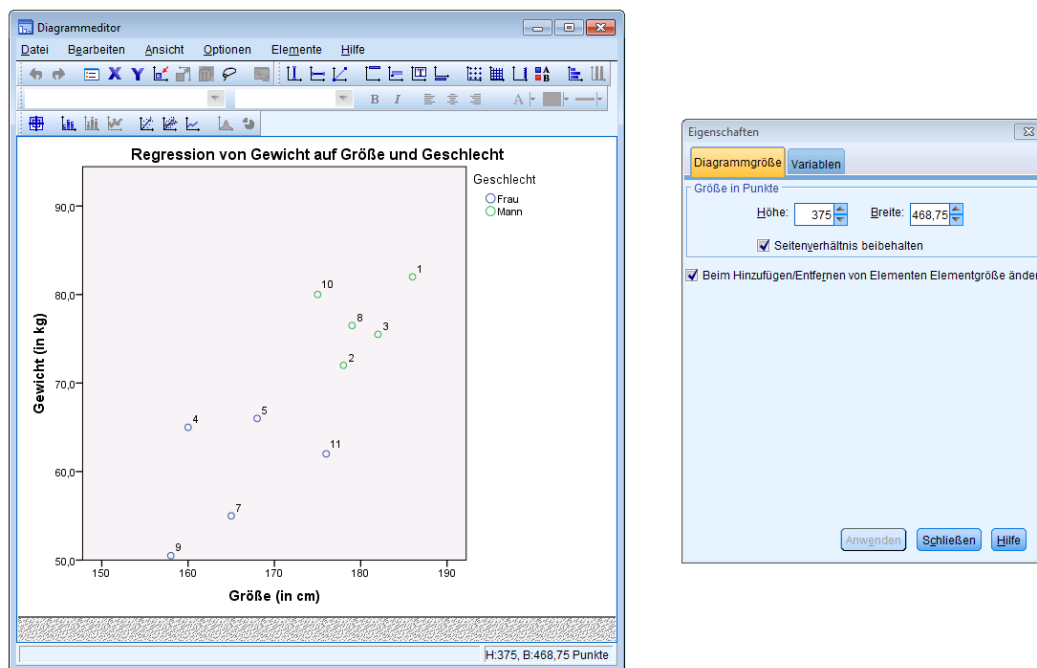 Diagrammeditor
Datei Bearbeiten Ansicht Optionen Elemente Hilfe
X Y
B I A
Regression von Gewicht auf Größe und Geschlecht
Geschlecht
Frau
Mann
Gewicht (in kg)
90,0
80,0
70,0
60,0
50,0
1
10
8
3
2
5
4
11
7
9
150 160 170 180 190
Größe (in cm)
H:375, B:468,75 Punkte
Eigenschaften
Diagrammgröße Variablen
Größe in Punkte
Höhe: 375 Breite: 468,75
Seitenverhältnis beibehalten
Beim Hinzufügen/Entfernen von Elementen Elementgröße änder
Anwenden Schließen Hilfe